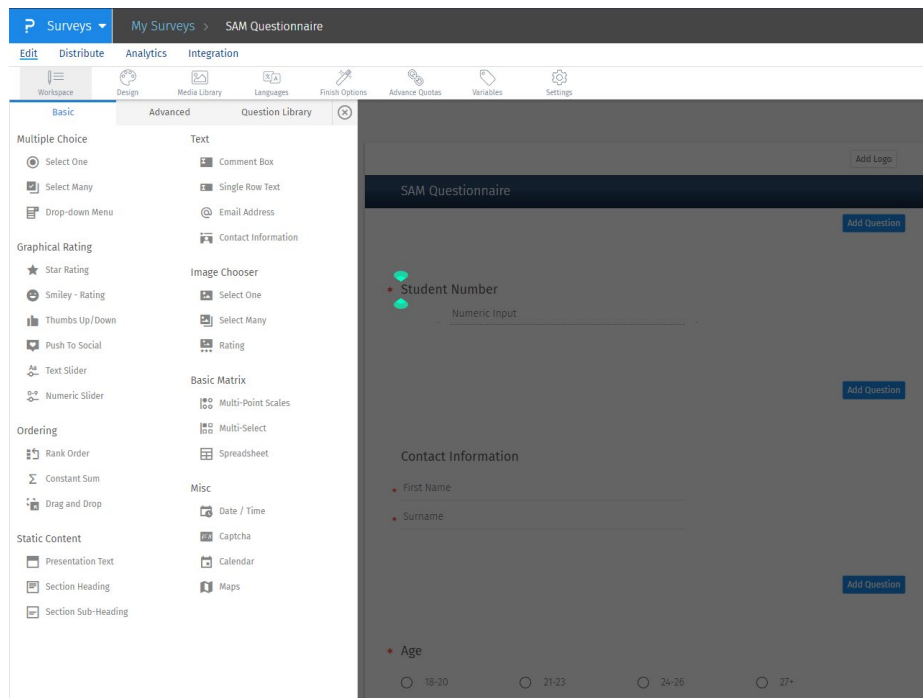 Surveys My Surveys > SAM Questionnaire
Edit Distribute Analytics Integration
Workspace Design Media Library Languages Finish Options Advance Quotas Variables Settings
Basic Advanced Question Library
Multiple Choice
Select One
Select Many
Drop-down Menu
Graphical Rating
Star Rating
Smiley - Rating
Thumbs Up/Down
Push To Social
Text Slider
Numeric Slider
Ordering
Rank Order
Constant Sum
Drag and Drop
Static Content
Presentation Text
Section Heading
Section Sub-Heading
Text
Comment Box
Single Row Text
Email Address
Contact Information
Image Chooser
Select One
Select Many
Rating
Basic Matrix
Multi-Point Scales
Multi-Select
Spreadsheet
Misc
Date / Time
Captcha
Calendar
Maps
Add Logo
SAM Questionnaire
Add Question
* Student Number
Numeric Input
Add Question
Contact Information
* First Name
* Surname
Add Question
* Age
18-20 21-23 24-26 27+